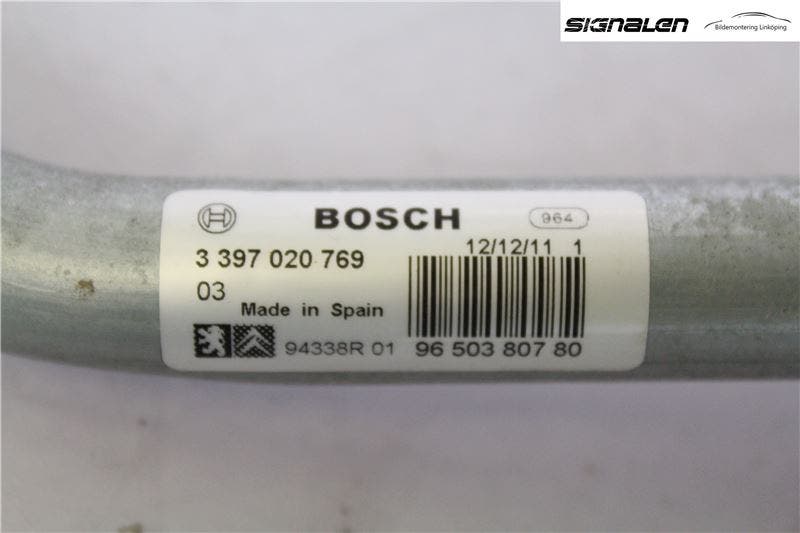 SIGNALEN
Bildemontering Linköping
BOSCH
964
12/12/11 1
3 397 020 769
03
Made in Spain
94338R 01
96 503 807 80